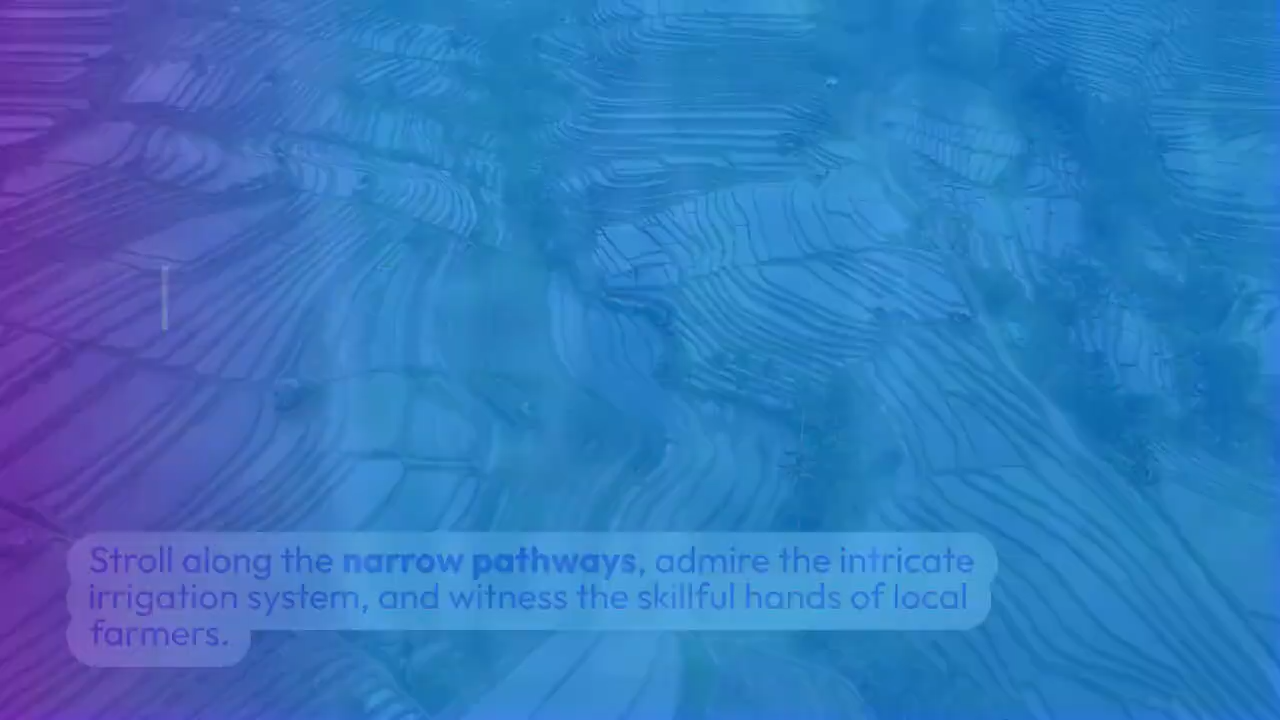 Stroll along the narrow pathways, admire the intricate
irrigation system, and witness the skillful hands of local
farmers.